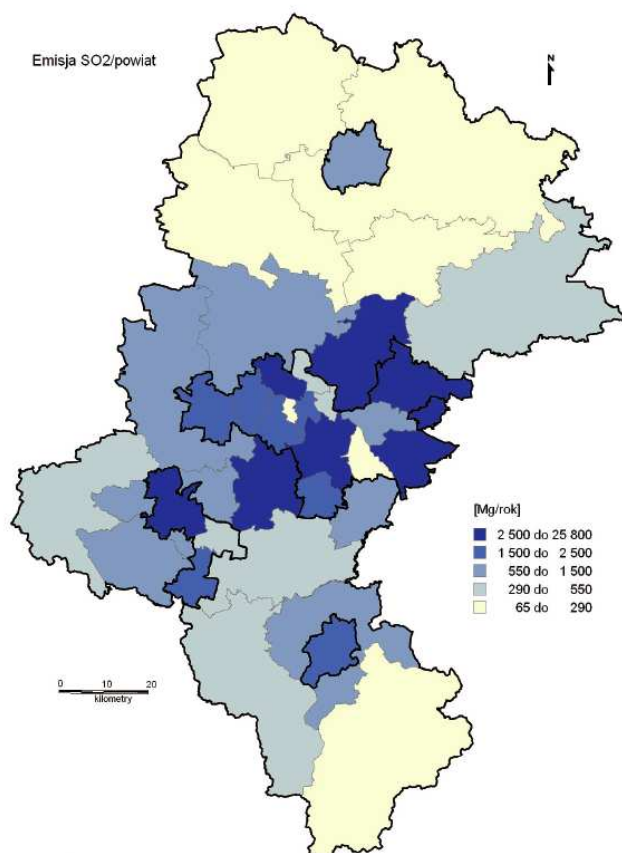 Emisja SO2/powiat
N
[Mg/rok]
2 500 do 25 800
1 500 do 2 500
550 do 1 500
290 do 550
65 do 290
0 10 20
kilometry